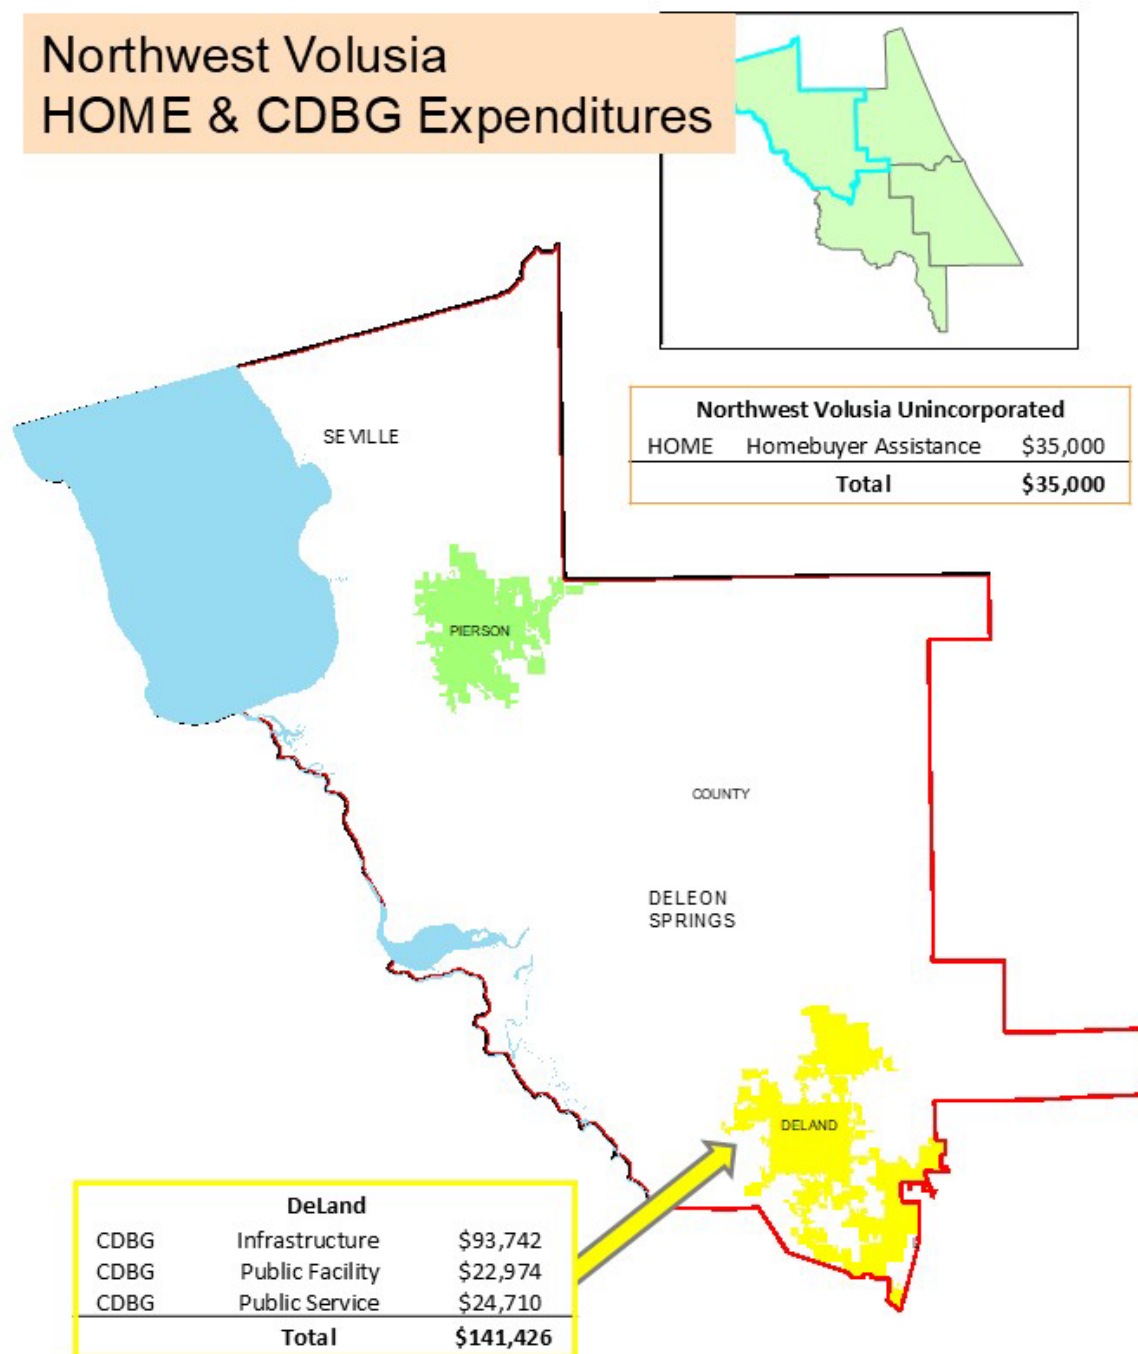 Northwest Volusia
HOME & CDBG Expenditures
Northwest Volusia Unincorporated
HOME Homebuyer Assistance $35,000
Total $35,000
SEVILLE
PIERSON
COUNTY
DELEON
SPRINGS
DELAND
DeLand
CDBG Infrastructure $93,742
CDBG Public Facility $22,974
CDBG Public Service $24,710
Total $141,426